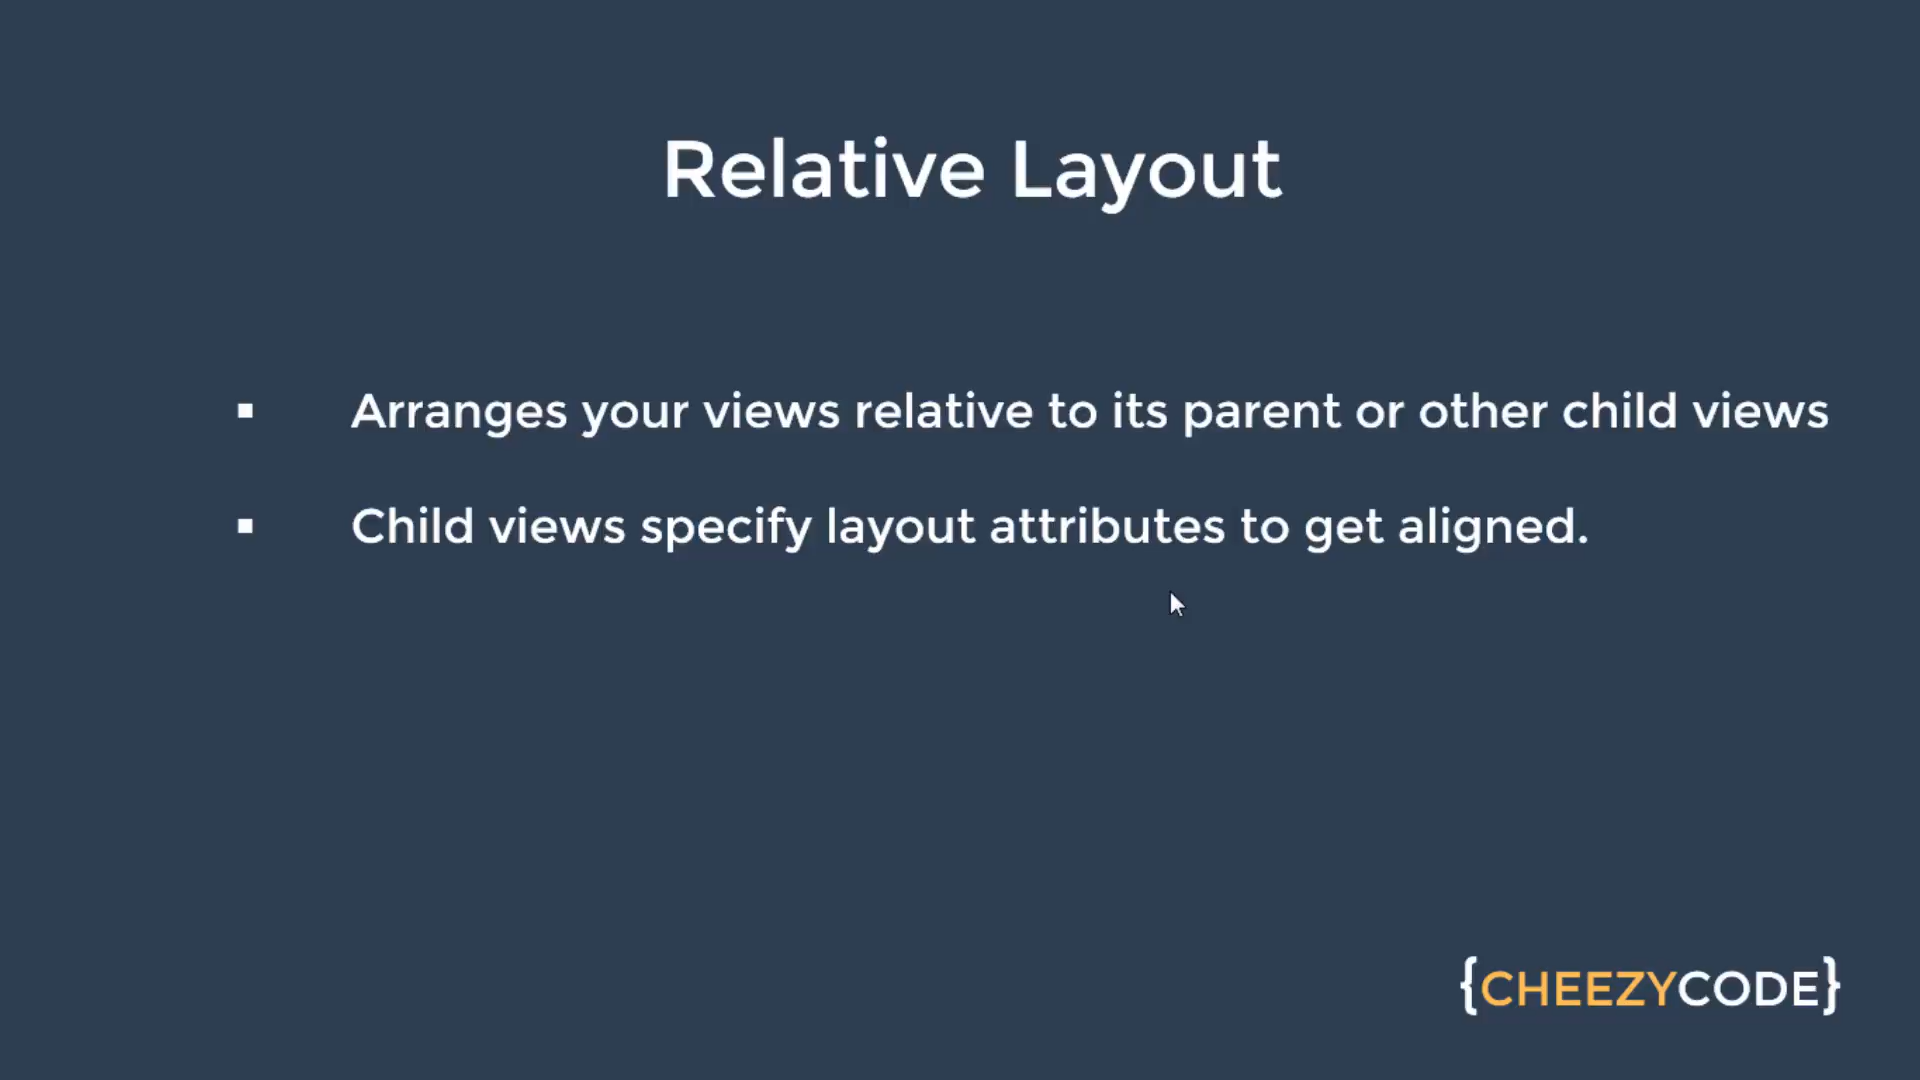 Relative Layout
▪ Arranges your views relative to its parent or other child views
▪ Child views specify layout attributes to get aligned.
{CHEEZYCODE}